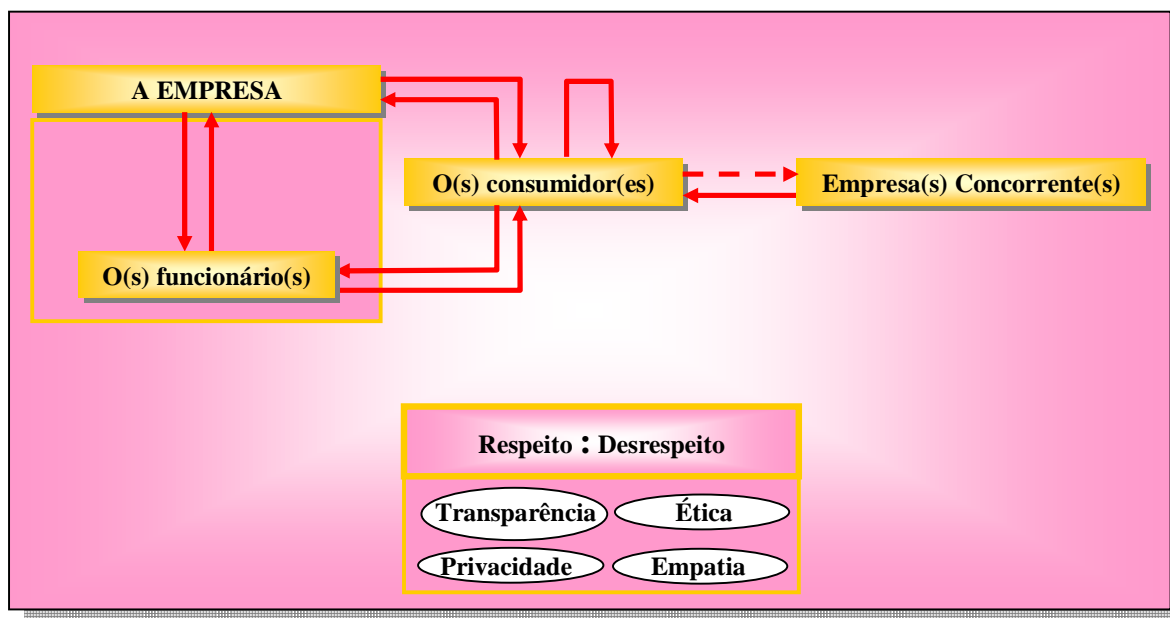 A EMPRESA
O(s) consumidor(es)
Empresa(s) Concorrente(s)
O(s) funcionário(s)
Respeito : Desrespeito
Transparência
Ética
Privacidade
Empatia